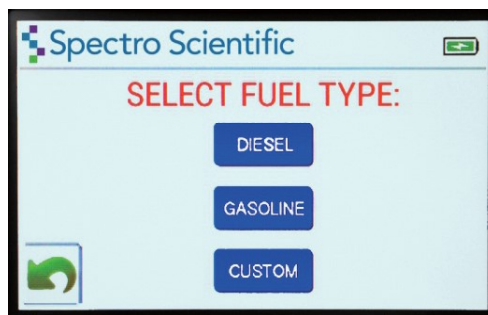 Spectro Scientific
SELECT FUEL TYPE:
DIESEL
GASOLINE
CUSTOM